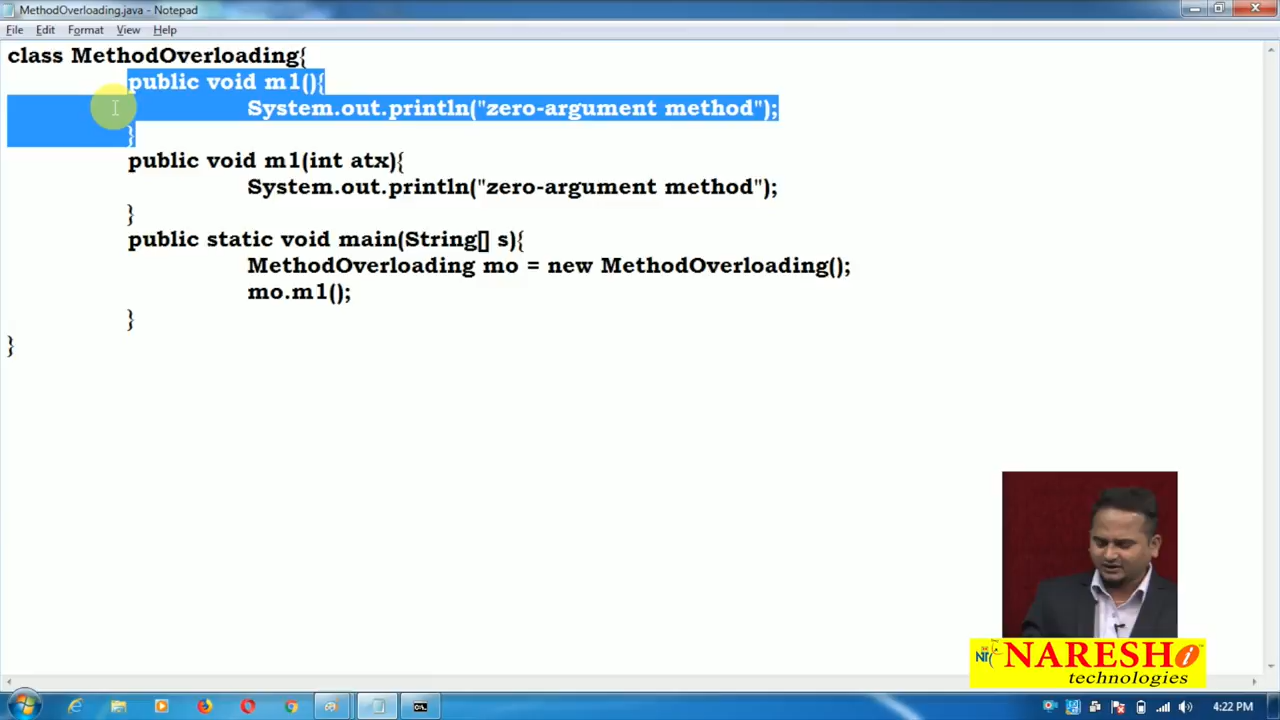 MethodOverloading.java - Notepad
File Edit Format View Help
class MethodOverloading{
public void m1(){
System.out.println("zero-argument method");
}
public void m1(int atx){
System.out.println("zero-argument method");
}
public static void main(String[] s){
MethodOverloading mo = new MethodOverloading();
mo.m1();
}
}
NARESH i
technologies
4:22 PM